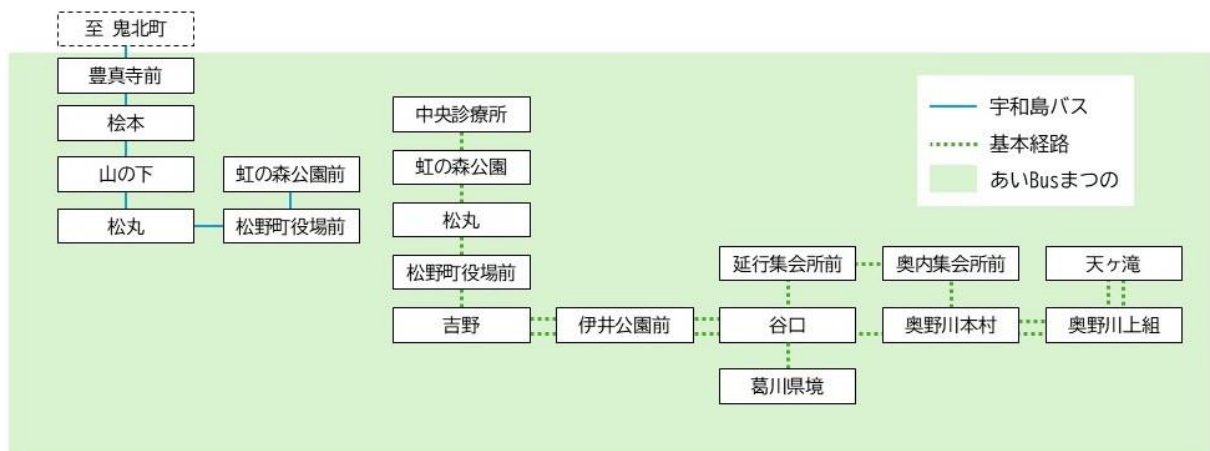 至 鬼北町
豊真寺前
桧本
山の下
松丸
虹の森公園前
松野町役場前
中央診療所
虹の森公園
松丸
松野町役場前
吉野
伊井公園前
延行集会所前
谷口
葛川県境
奥内集会所前
奥野川本村
天ヶ滝
奥野川上組
宇和島バス
基本経路
あいBusまつの